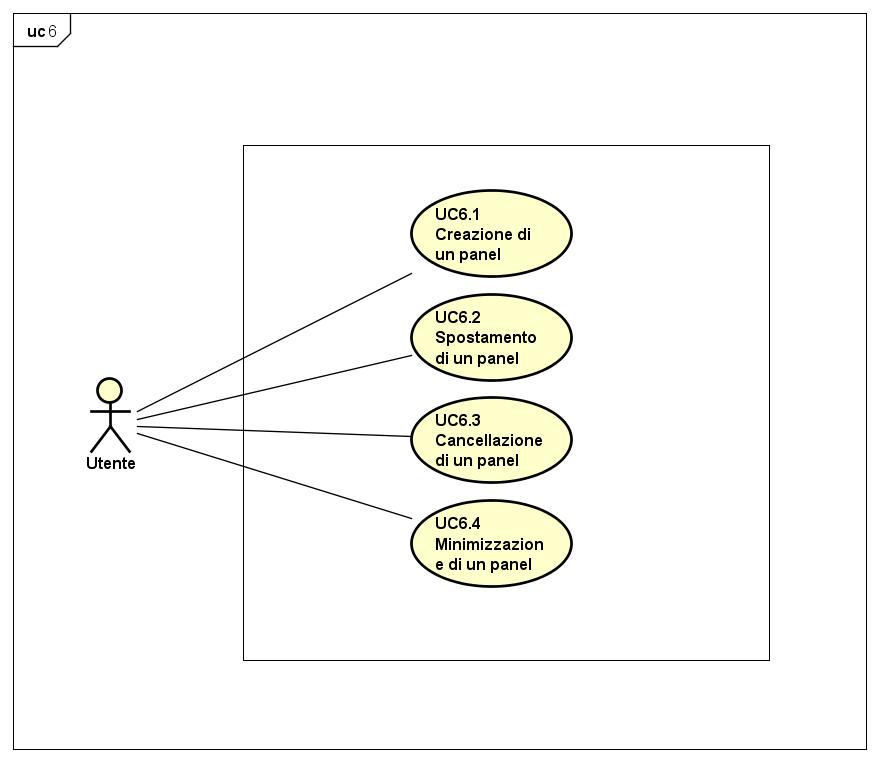 uc 6
UC6.1
Creazione di
un panel
UC6.2
Spostamento
di un panel
UC6.3
Cancellazione
di un panel
Utente
UC6.4
Minimizzazion
e di un panel